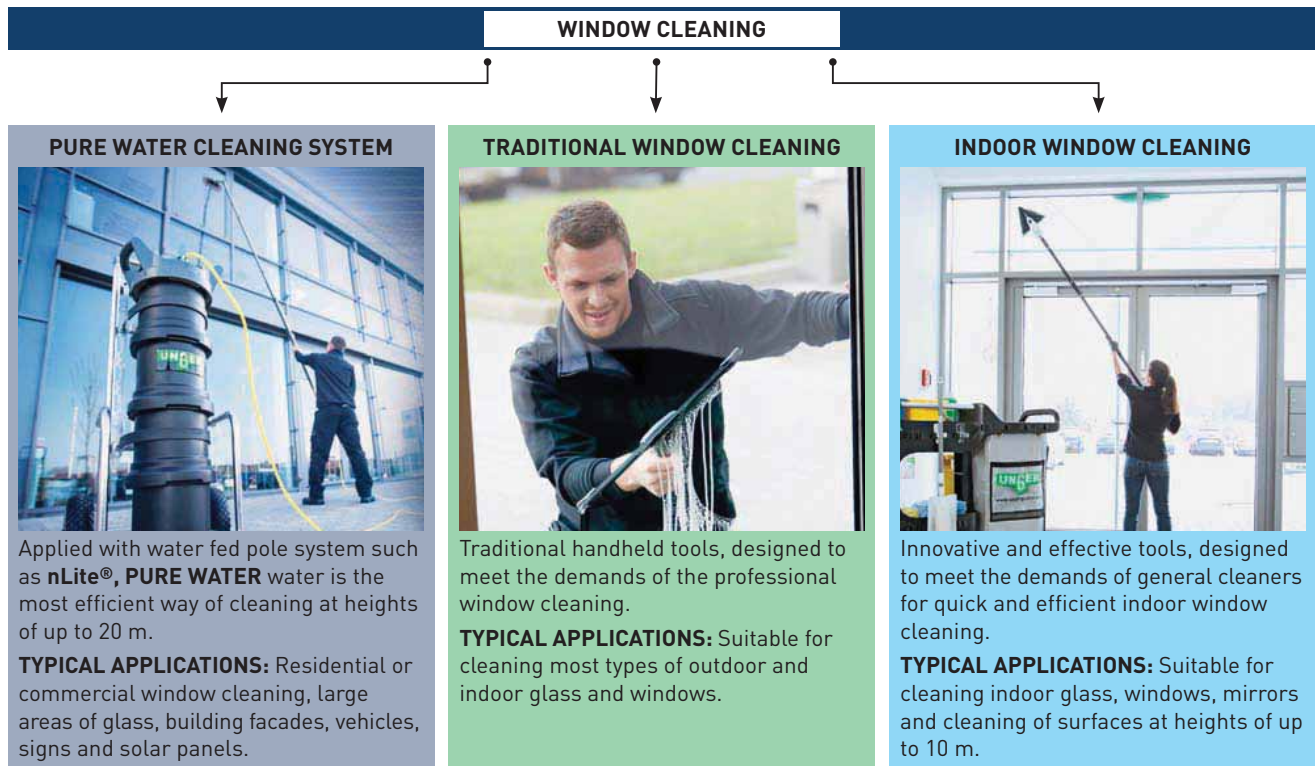 WINDOW CLEANING
PURE WATER CLEANING SYSTEM
UNGER
Applied with water fed pole system such
as nLite®, PURE WATER water is the
most efficient way of cleaning at heights
of up to 20 m.
TYPICAL APPLICATIONS: Residential or
commercial window cleaning, large
areas of glass, building facades, vehicles,
signs and solar panels.
TRADITIONAL WINDOW CLEANING
Traditional handheld tools, designed to
meet the demands of the professional
window cleaning.
TYPICAL APPLICATIONS: Suitable for
cleaning most types of outdoor and
indoor glass and windows.
INDOOR WINDOW CLEANING
UNGER
Innovative and effective tools, designed
to meet the demands of general cleaners
for quick and efficient indoor window
cleaning.
TYPICAL APPLICATIONS: Suitable for
cleaning indoor glass, windows, mirrors
and cleaning of surfaces at heights of up
to 10 m.